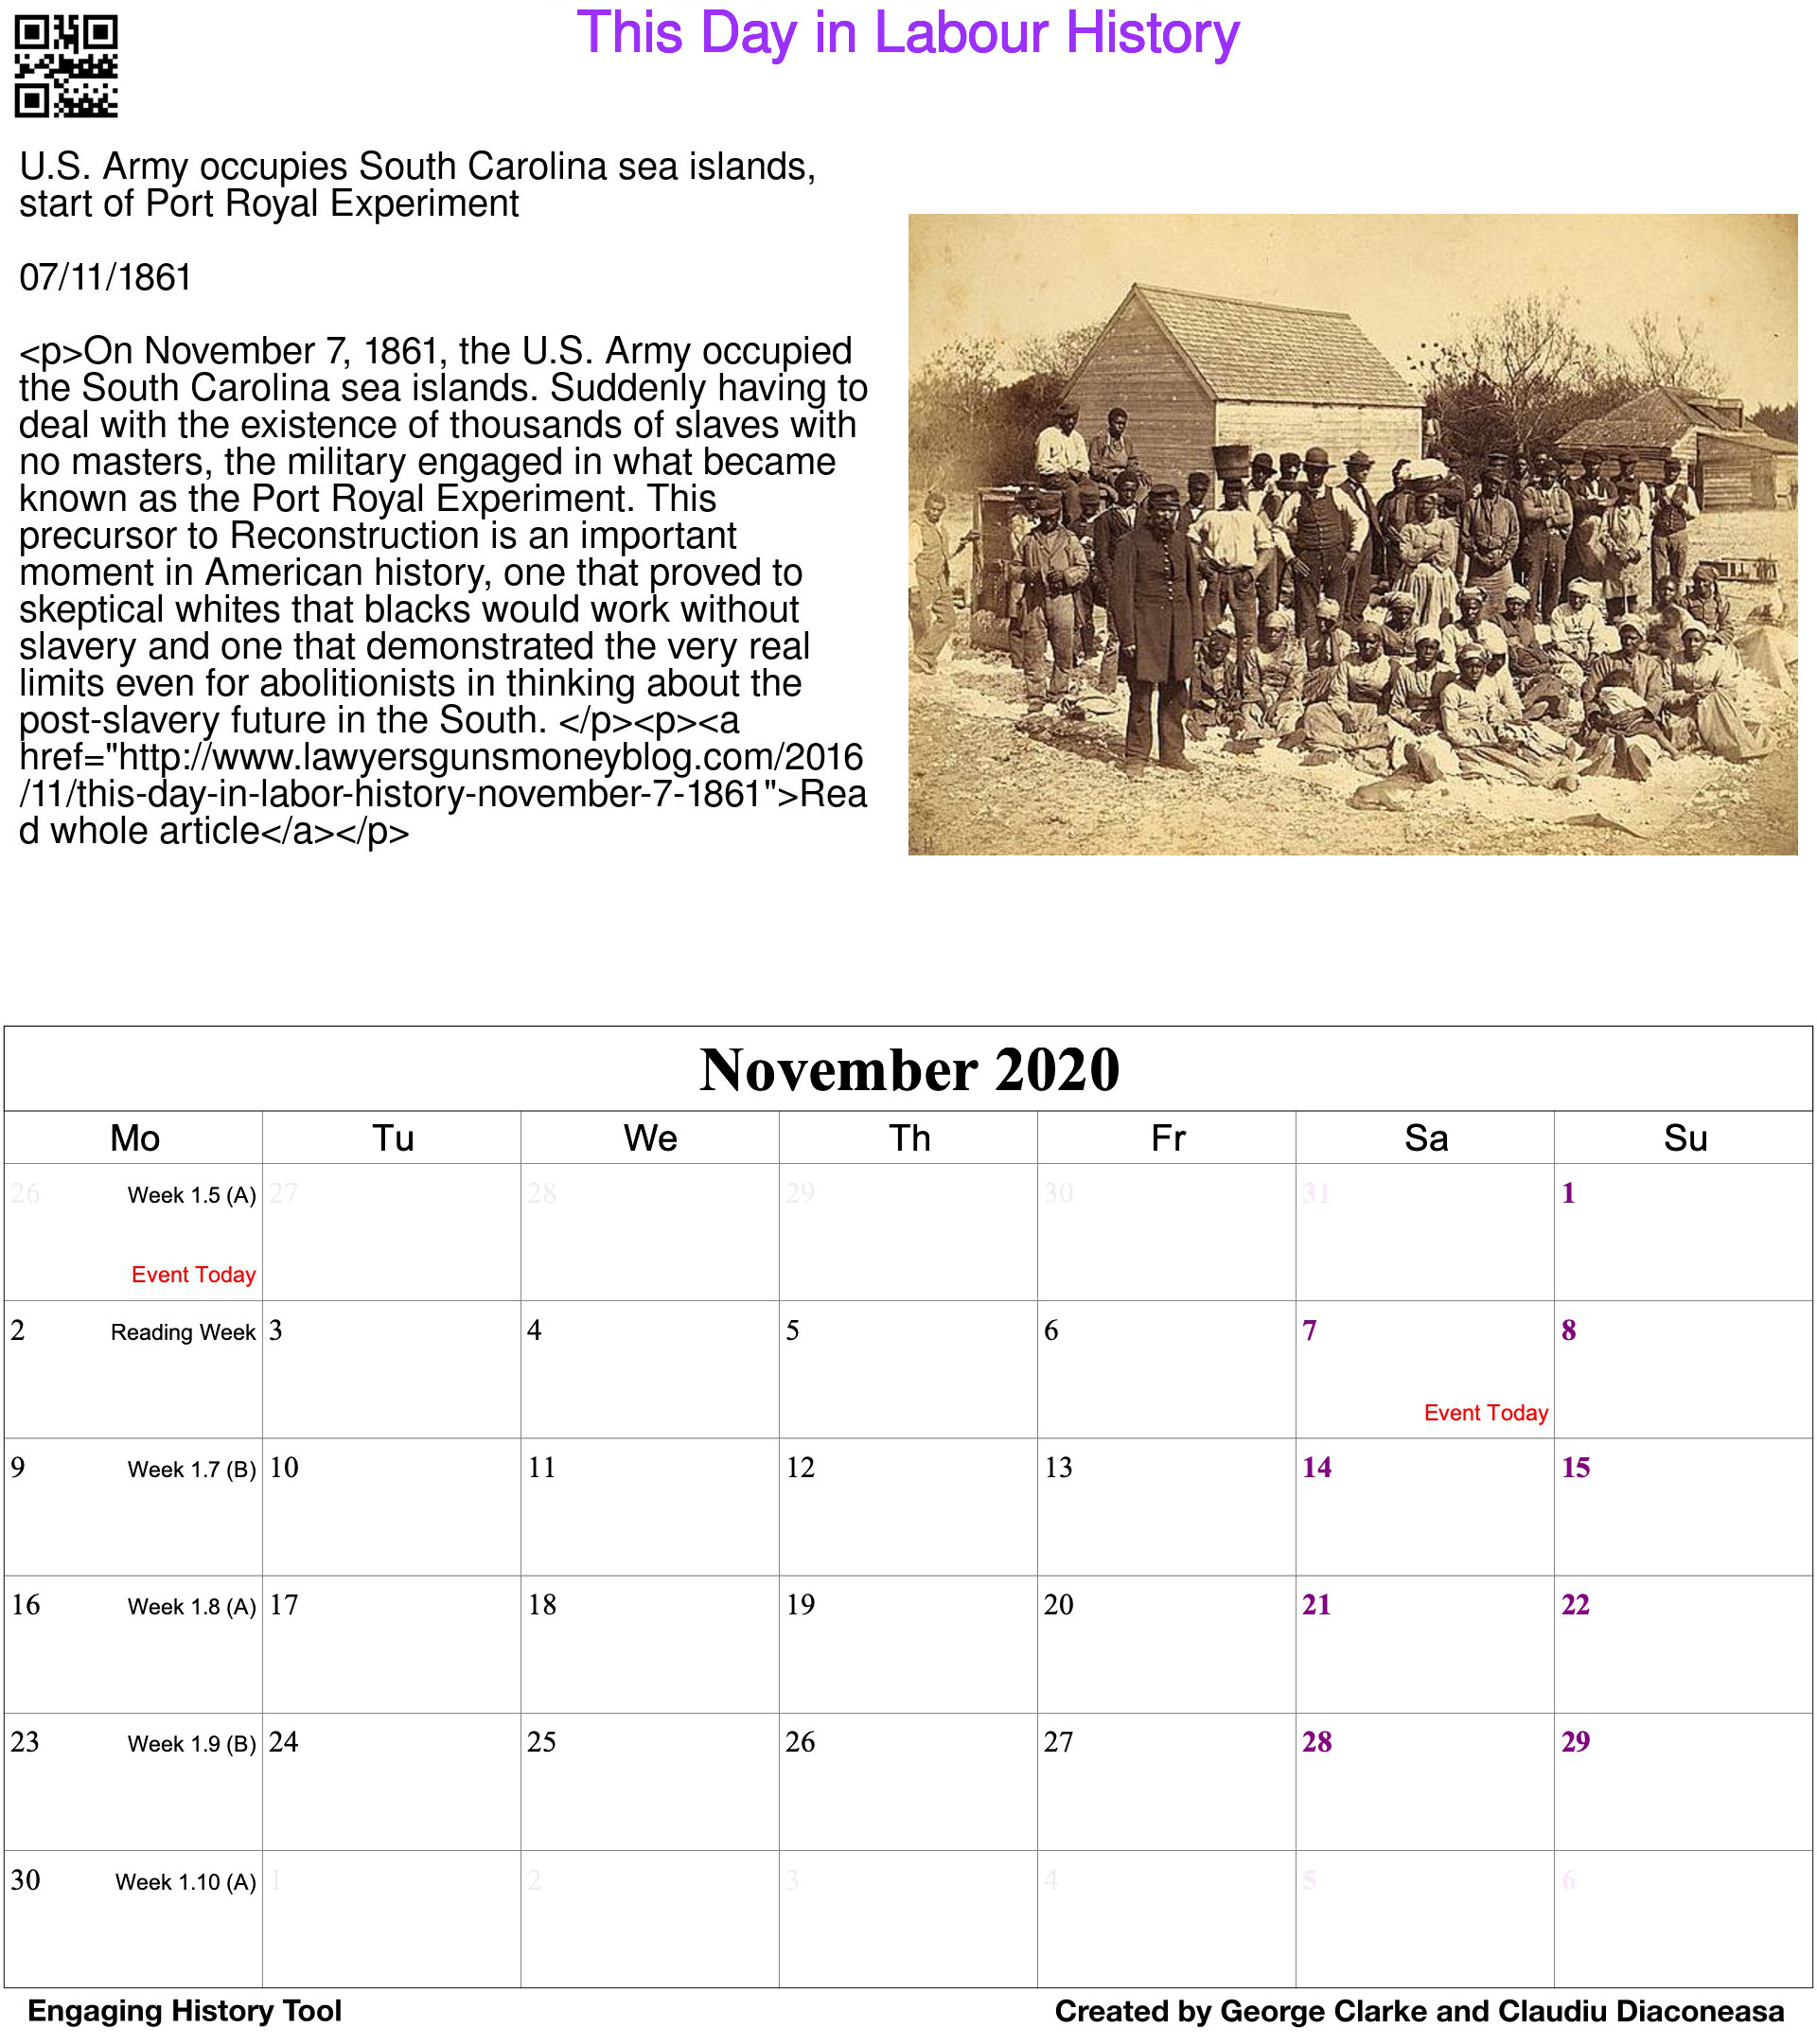 This Day in Labour History
U.S. Army occupies South Carolina sea islands,
start of Port Royal Experiment
07/11/1861
<p>On November 7, 1861, the U.S. Army occupied
the South Carolina sea islands. Suddenly having to
deal with the existence of thousands of slaves with
no masters, the military engaged in what became
known as the Port Royal Experiment. This
precursor to Reconstruction is an important
moment in American history, one that proved to
skeptical whites that blacks would work without
slavery and one that demonstrated the very real
limits even for abolitionists in thinking about the
post-slavery future in the South. </p><p><a
href="http://www.lawyersgunsmoneyblog.com/2016
/11/this-day-in-labor-history-november-7-1861">Rea
d whole article</a></p>
November 2020
Mo Tu We Th Fr Sa Su
26 Week 1.5 (A) 27 28 29 30 31 1
Event Today
2 Reading Week 3 4 5 6 7 8
Event Today
9 Week 1.7 (B) 10 11 12 13 14 15
16 Week 1.8 (A) 17 18 19 20 21 22
23 Week 1.9 (B) 24 25 26 27 28 29
30 Week 1.10 (A) 1 2 3 4 5 6
Engaging History Tool Created by George Clarke and Claudiu Diaconeasa